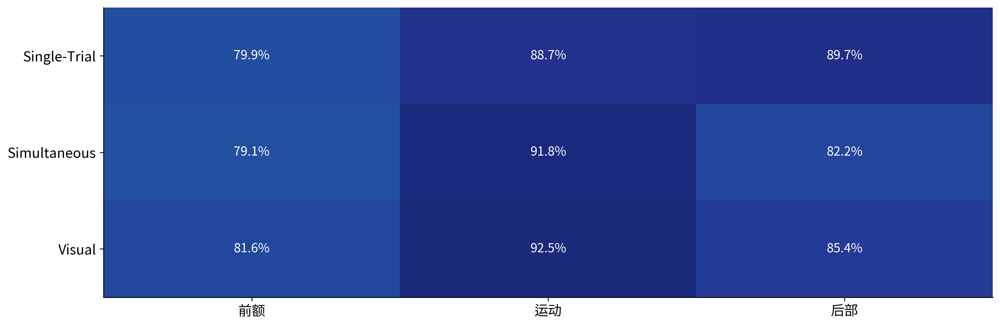 Single-Trial 79.9% 88.7% 89.7%
Simultaneous 79.1% 91.8% 82.2%
Visual 81.6% 92.5% 85.4%
前额 运动 后部